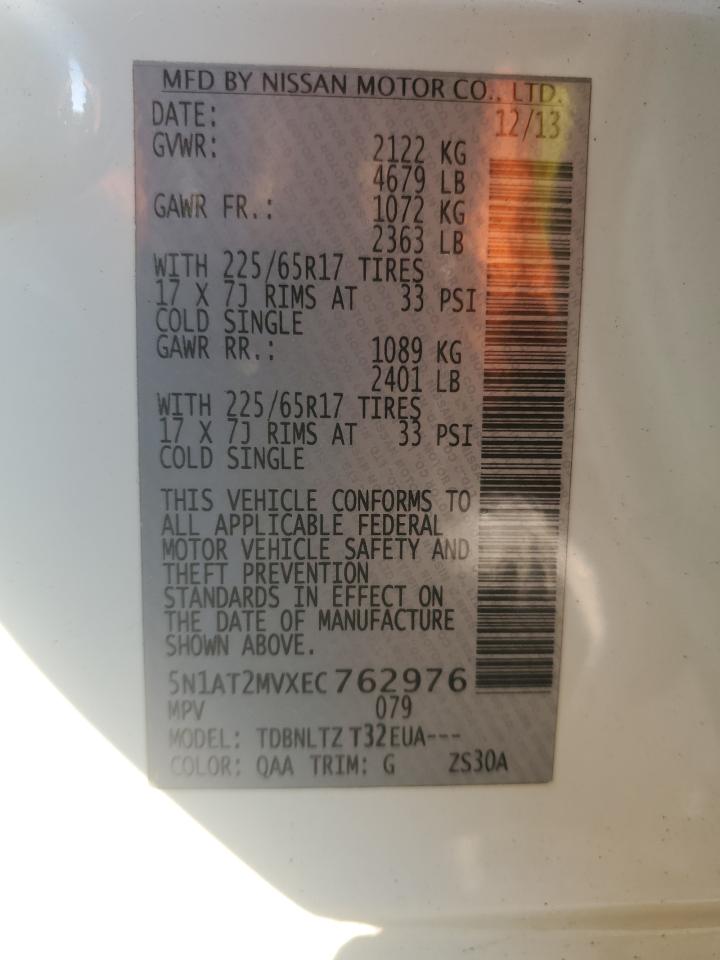 MFD BY NISSAN MOTOR CO., LTD.
DATE: 12/13
GVWR: 2122 KG
4679 LB
GAWR FR.: 1072 KG
2363 LB
WITH 225/65R17 TIRES
17 X 7J RIMS AT 33 PSI
COLD SINGLE
GAWR RR.: 1089 KG
2401 LB
WITH 225/65R17 TIRES
17 X 7J RIMS AT 33 PSI
COLD SINGLE
THIS VEHICLE CONFORMS TO
ALL APPLICABLE FEDERAL
MOTOR VEHICLE SAFETY AND
THEFT PREVENTION
STANDARDS IN EFFECT ON
THE DATE OF MANUFACTURE
SHOWN ABOVE.
5N1AT2MVXEC762976
MPV 079
MODEL: TDBNLTZ T32EUA---
COLOR: QAA TRIM: G ZS30A